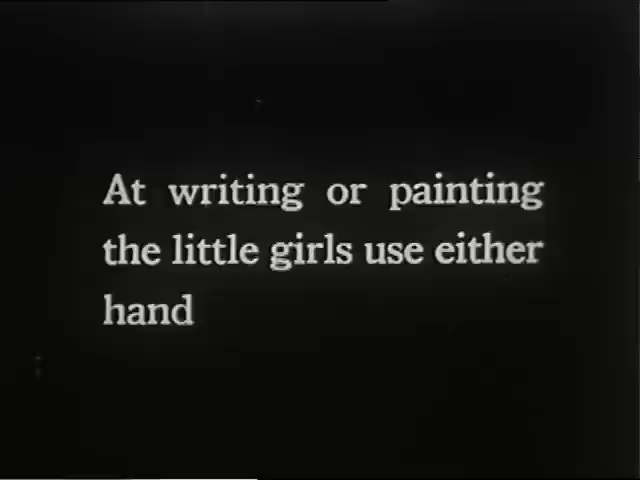 At writing or painting
the little girls use either
hand